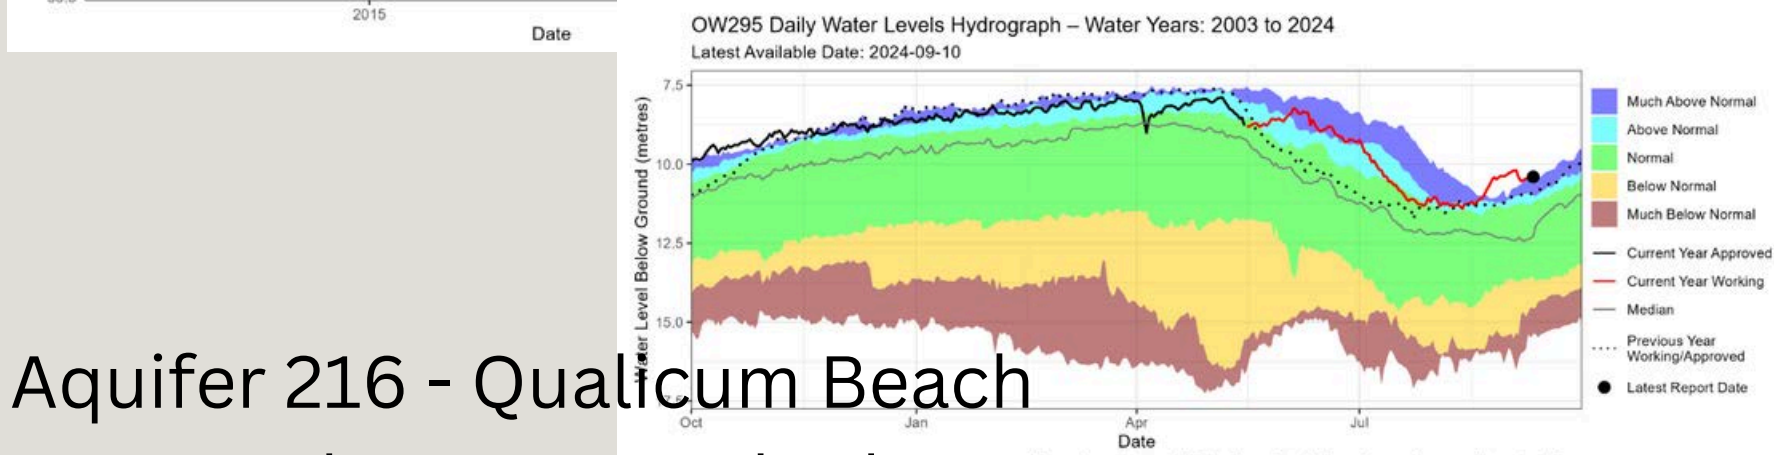 2015
Date
OW295 Daily Water Levels Hydrograph – Water Years: 2003 to 2024
Latest Available Date: 2024-09-10
Water Level Below Ground (metres)
7.5
10.0
12.5
15.0
Oct
Jan
Apr
Jul
Date
Much Above Normal
Above Normal
Normal
Below Normal
Much Below Normal
Current Year Approved
Current Year Working
Median
Previous Year
Working/Approved
Latest Report Date
Aquifer 216 - Qualicum Beach